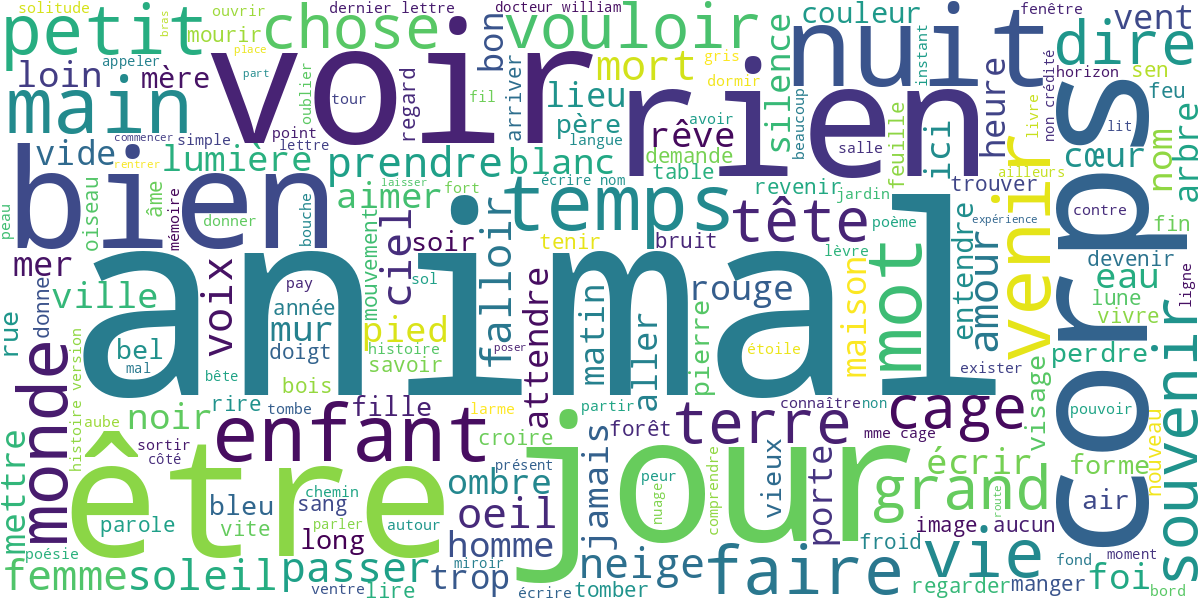 solitude
ouvrir
dernier lettre
docteur william
fenêtre
petit
mourir
bras
chose
vouloir
couleur
vent
place
appeler
part
voir
bon
mort
gris
nuit
instant
dire
loin
mère
oublier
tour
regard
fil
arriver
lieu
dormir
silence
beaucoup
rien
heure
non crédité
horizon
sen
feu
main
commencer
simple
point
lettre
père
langue
avoir
rêve
demande
salle
livre
lit
arbre
vide
rentrer
lumière
prendre
blanc
table
feuille
ici
ailleurs
cœur
nom
bien
oiseau
âme
mémoire
donner
bouche
aimer
laisser
fort
écrire nom
temps
revenir
jardin
trouver
corps
contre
peau
mer
voix
mouvement
ciel
soir
sol
falloir
tenir
bruit
tête
poème
lèvre
mot
entendre
expérience
amour
venir
devenir
fin
rue
donner
ville
animal
pay
année
mur
doigt
pied
histoire
savoir
poser
attendre
matin
aller
pierre
rouge
étoile
maison
exister
eau
lune
vivre
ligne
souvenir
bel
mal
bête
bois
perdre
monde
histoire version
aube
noir
rire
tombe
fille
larme
partir
connaître
non
cage
mme cage
visage
pouvoir
enfant
croire
forêt
terre
mettre
sortir
côté
être
présent
jour
jamais
peur
nuage
comprendre
vieux
porte
écrir
grand
forme
nouveau
air
bleu
sang
chemin
parler
autour
ombre
oeil
parole
vite
long
homme
image
aucun
route
poésie
femme
soleil
passer
miroir
trop
neige
faire
froid
vie
fond
moment
foi
ventre
lire
écrire
tomber
regarder
manger
bord